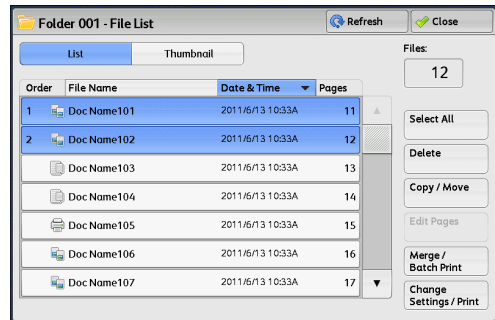 Folder 001 - File List
Refresh
Close
List
Thumbnail
Files:
12
Order File Name Date & Time Pages
1 Doc Name101 2011/6/13 10:33A 11
2 Doc Name102 2011/6/13 10:33A 12
Doc Name103 2011/6/13 10:33A 13
Doc Name104 2011/6/13 10:33A 14
Doc Name105 2011/6/13 10:33A 15
Doc Name106 2011/6/13 10:33A 16
Doc Name107 2011/6/13 10:33A 17
Select All
Delete
Copy / Move
Edit Pages
Merge /
Batch Print
Change
Settings / Print